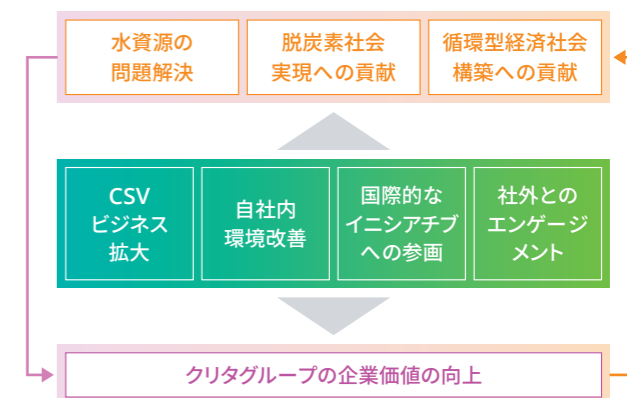 水資源の
問題解決
脱炭素社会
実現への貢献
循環型経済社会
構築への貢献
CSV
ビジネス
拡大
自社内
環境改善
国際的な
イニシアチブ
への参画
社外との
エンゲージ
メント
クリタグループの企業価値の向上